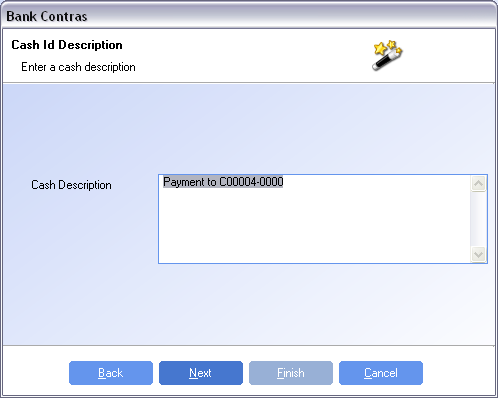 Bank Contras
Cash Id Description
Enter a cash description
Cash Description
Payment to C00004-0000
Back
Next
Finish
Cancel